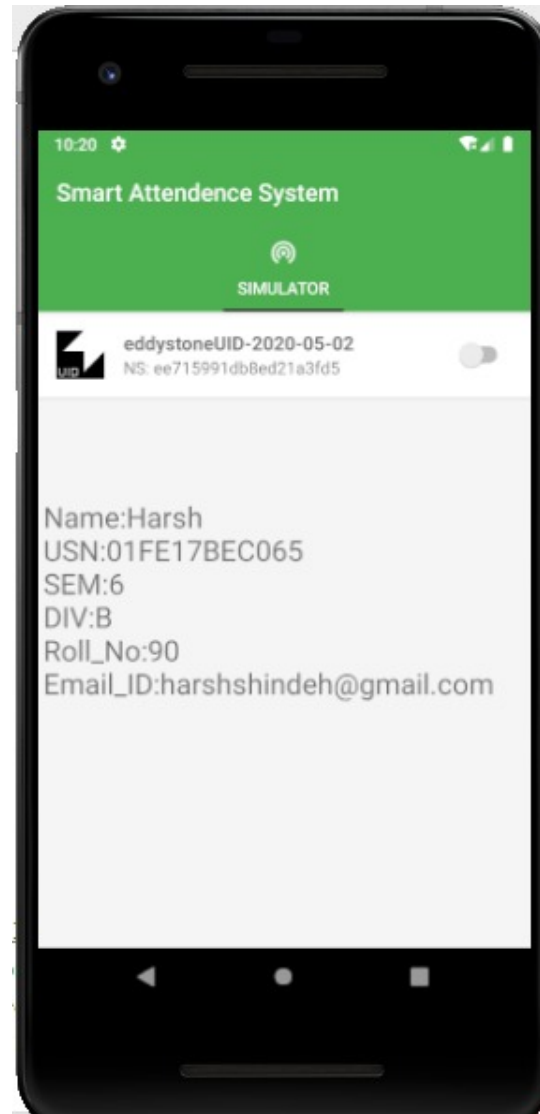 10:20
Smart Attendence System
SIMULATOR
UID
eddystoneUID-2020-05-02
NS: ee715991db8ed21a3fd5
Name:Harsh
USN:01FE17BEC065
SEM:6
DIV:B
Roll_No:90
Email_ID:harshshindeh@gmail.com